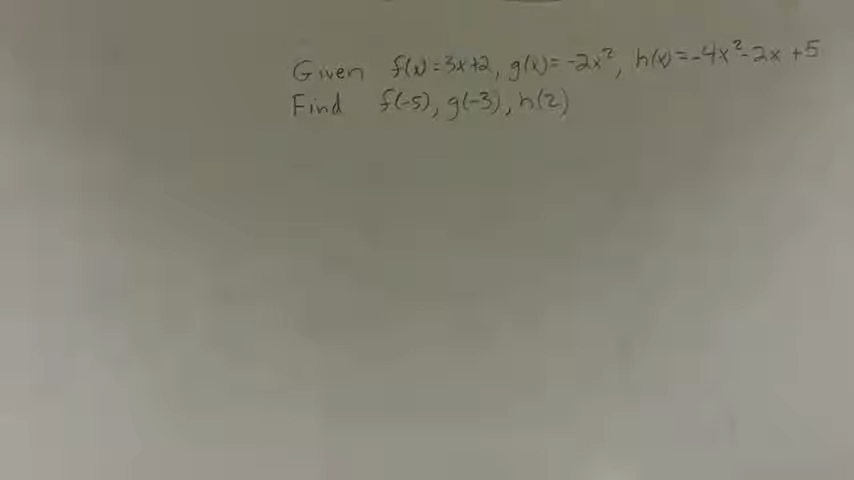 Given f(x)=3x+2, g(x)=-2x², h(x)=-4x²-2x+5
Find f(-5), g(-3), h(2)